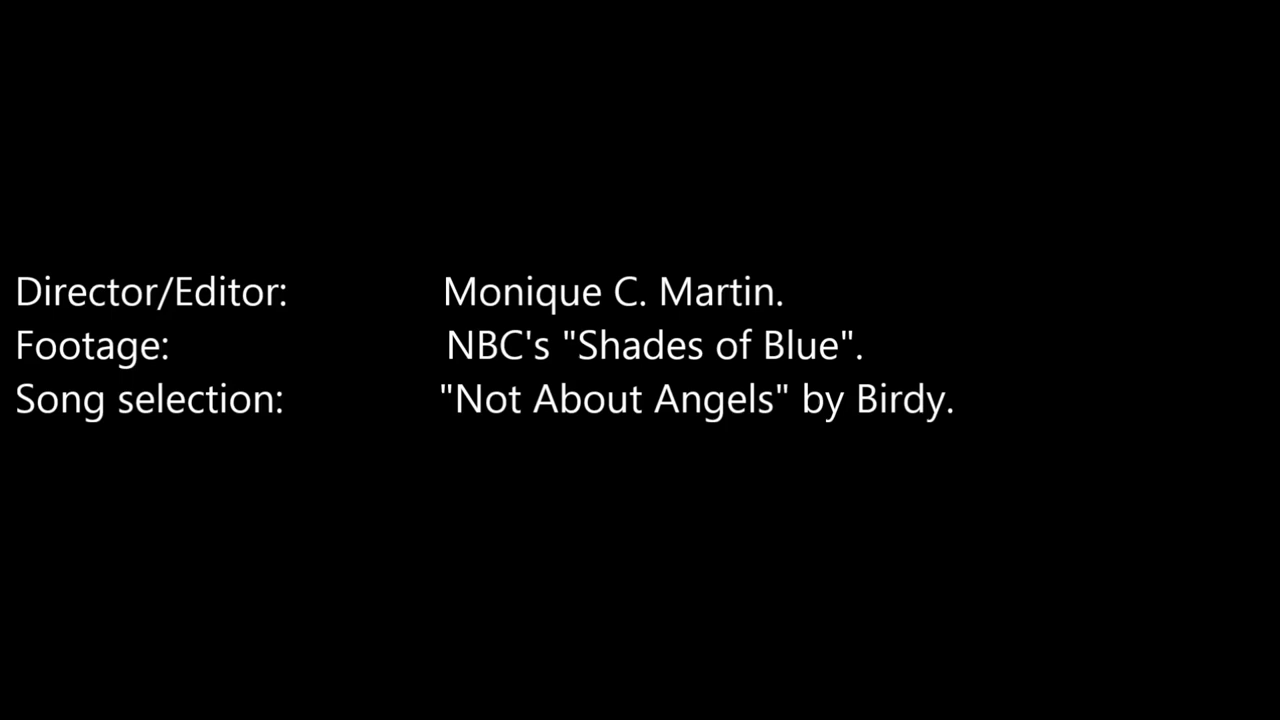 Director/Editor: Monique C. Martin.
Footage: NBC's "Shades of Blue".
Song selection: "Not About Angels" by Birdy.